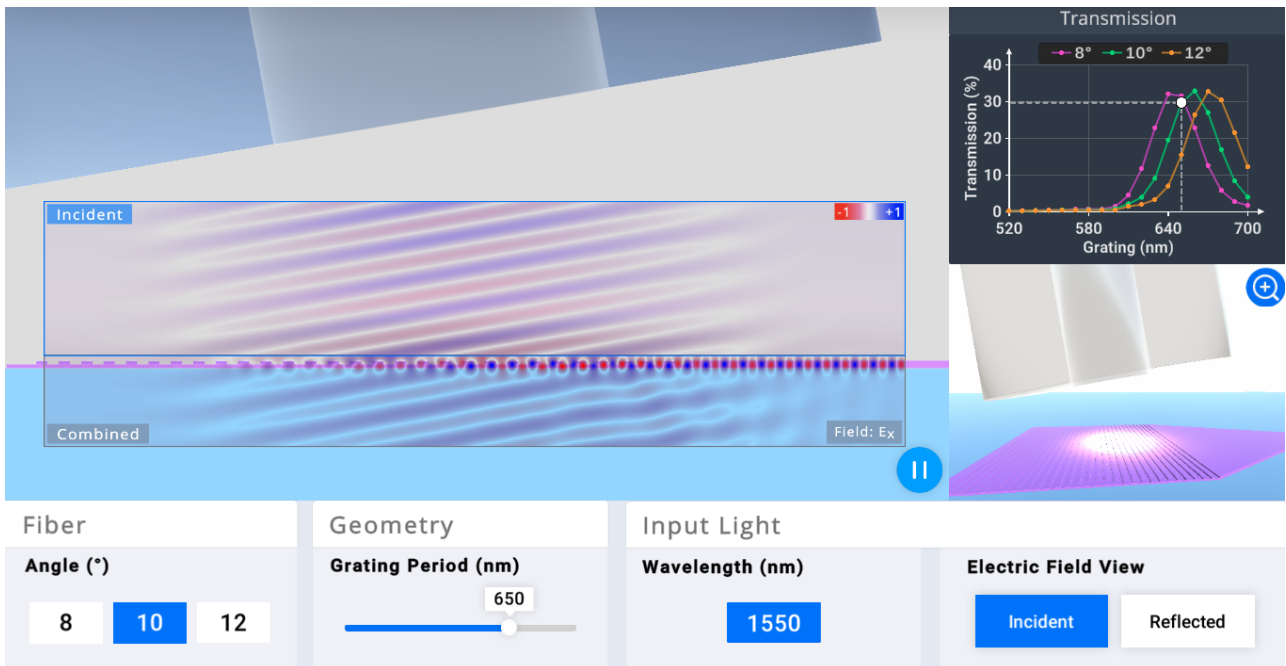 Incident
-1 +1
Combined
Field: Ex
Transmission
8° 10° 12°
Transmission (%)
40
30
20
10
0
520 580 640 700
Grating (nm)
Fiber
Angle (°)
8 10 12
Geometry
Grating Period (nm)
650
Input Light
Wavelength (nm)
1550
Electric Field View
Incident Reflected